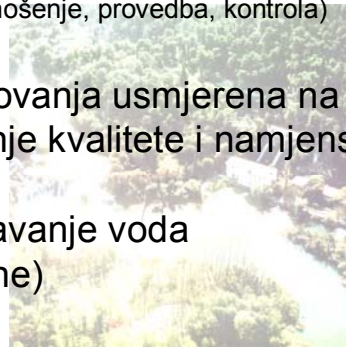 nošenje, provedba, kontrola)
ovanja usmjerena na
nje kvalitete i namjens
avanje voda
ne)